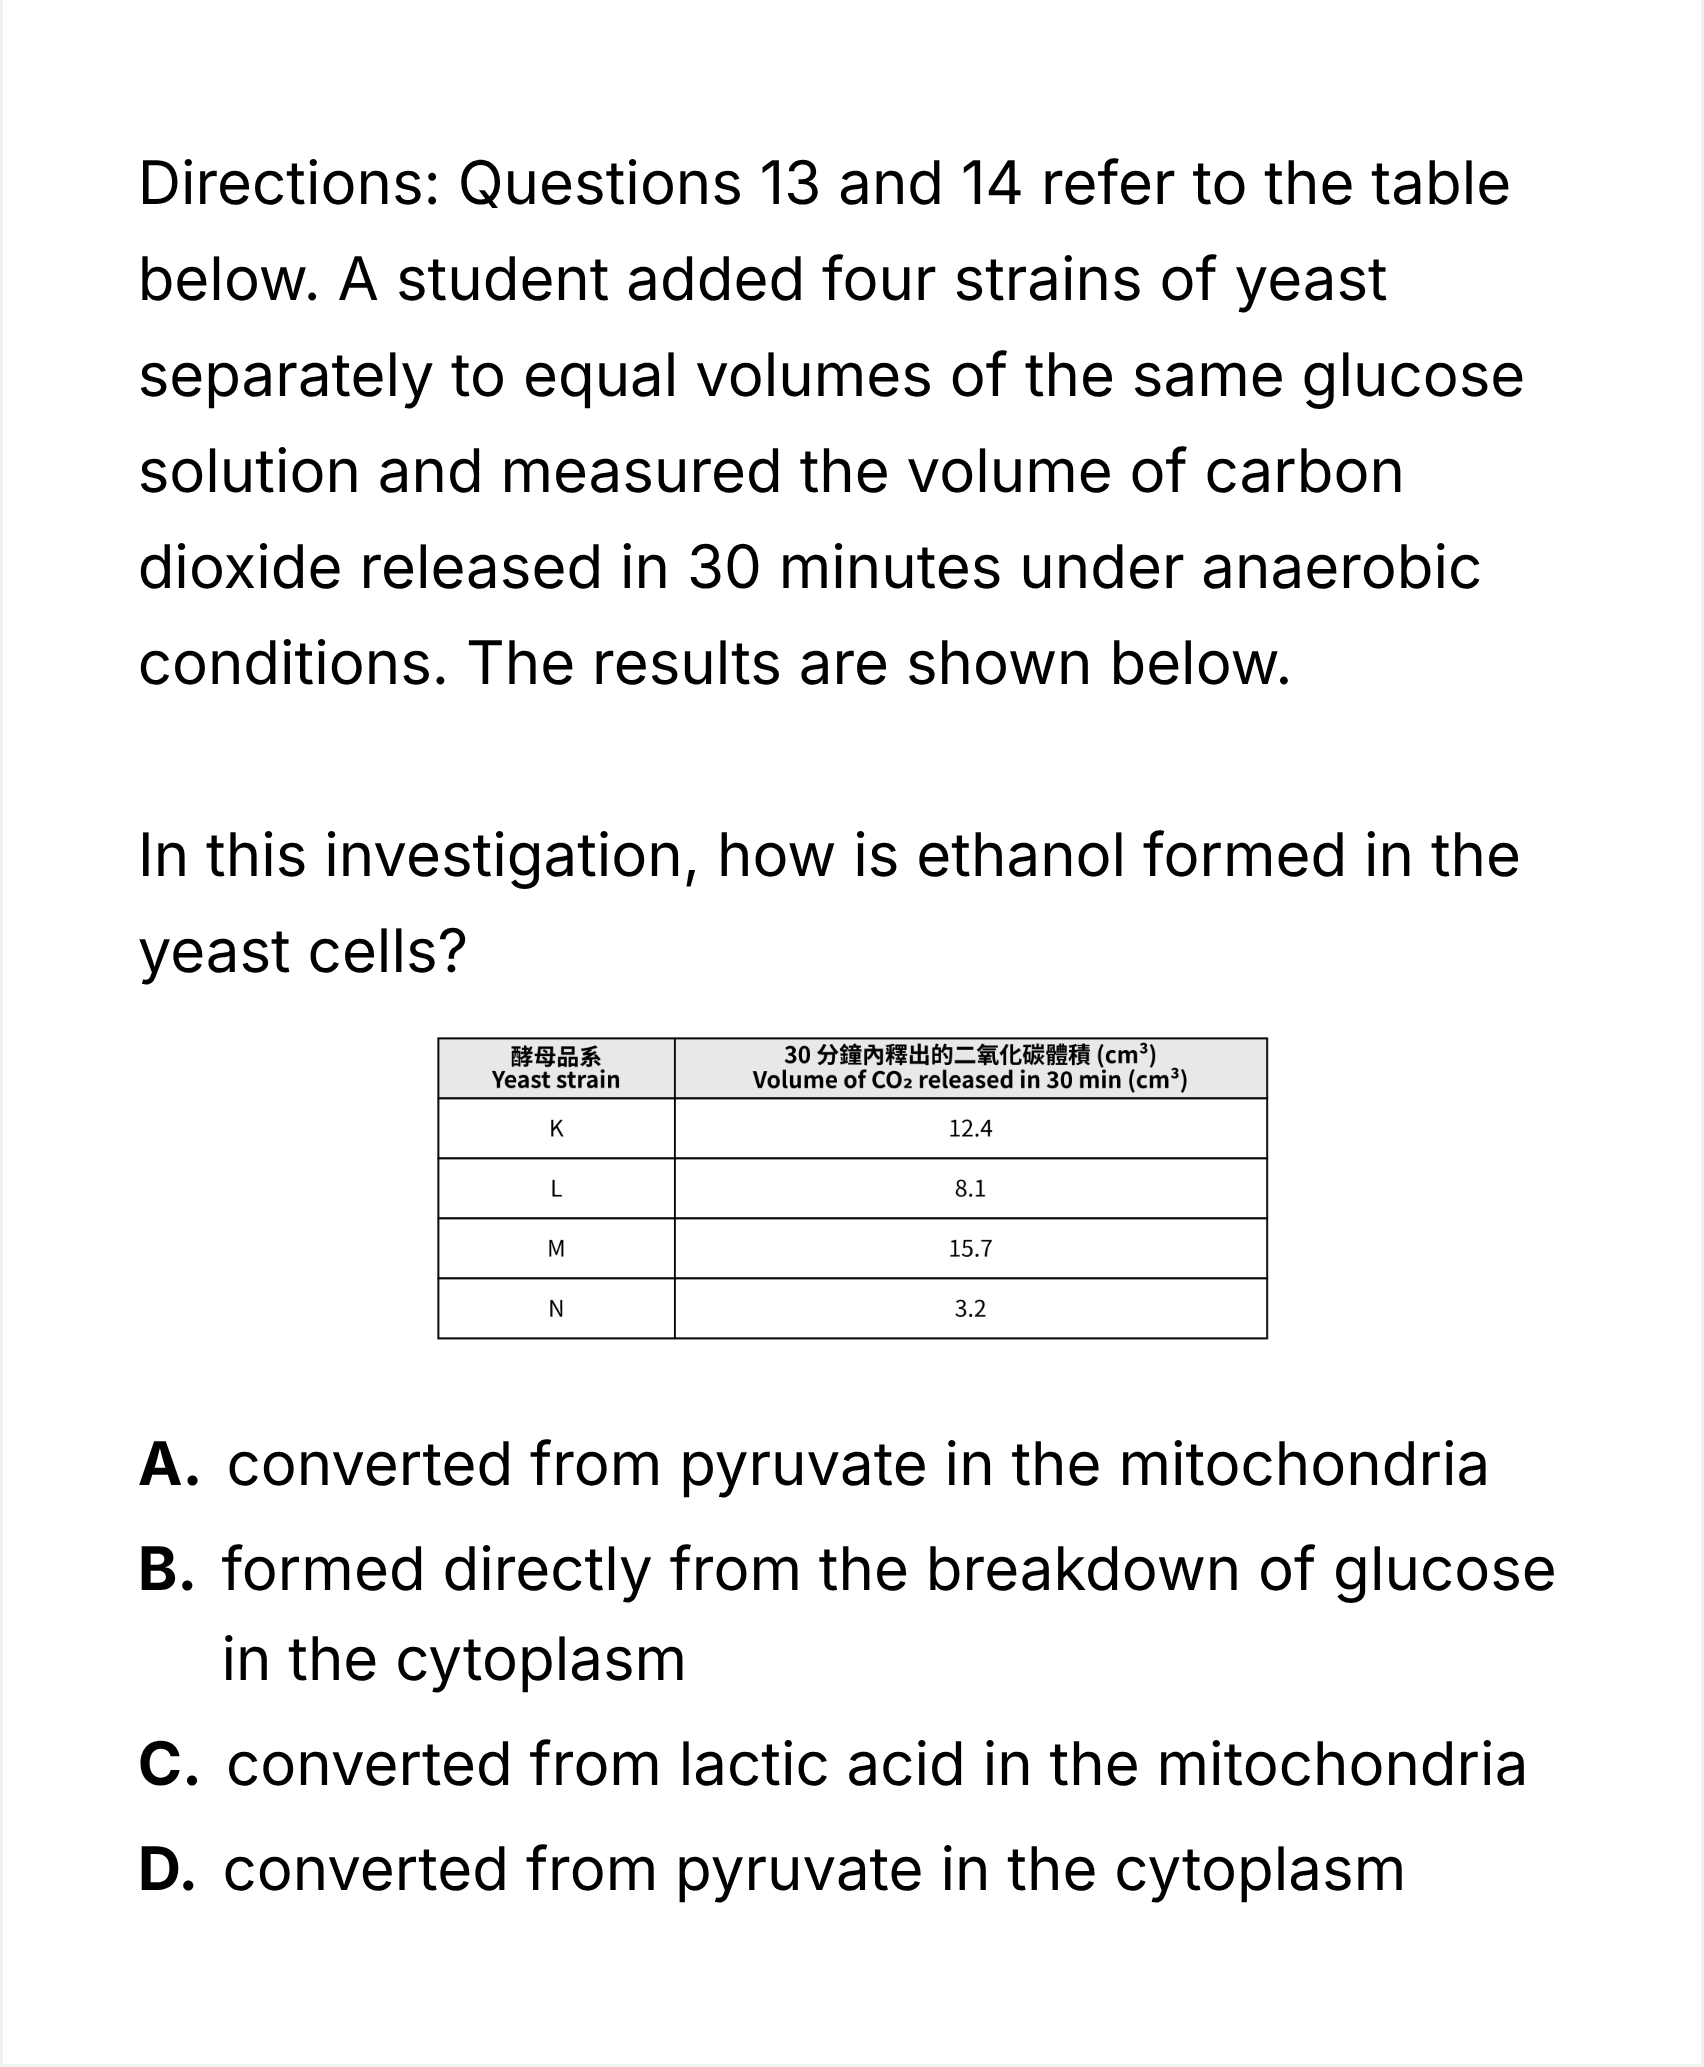 Directions: Questions 13 and 14 refer to the table
below. A student added four strains of yeast
separately to equal volumes of the same glucose
solution and measured the volume of carbon
dioxide released in 30 minutes under anaerobic
conditions. The results are shown below.
In this investigation, how is ethanol formed in the
yeast cells?
酵母品系 30 分鐘內釋出的二氧化碳體積 (cm³)
Yeast strain Volume of CO₂ released in 30 min (cm³)
K 12.4
L 8.1
M 15.7
N 3.2
A. converted from pyruvate in the mitochondria
B. formed directly from the breakdown of glucose
in the cytoplasm
C. converted from lactic acid in the mitochondria
D. converted from pyruvate in the cytoplasm